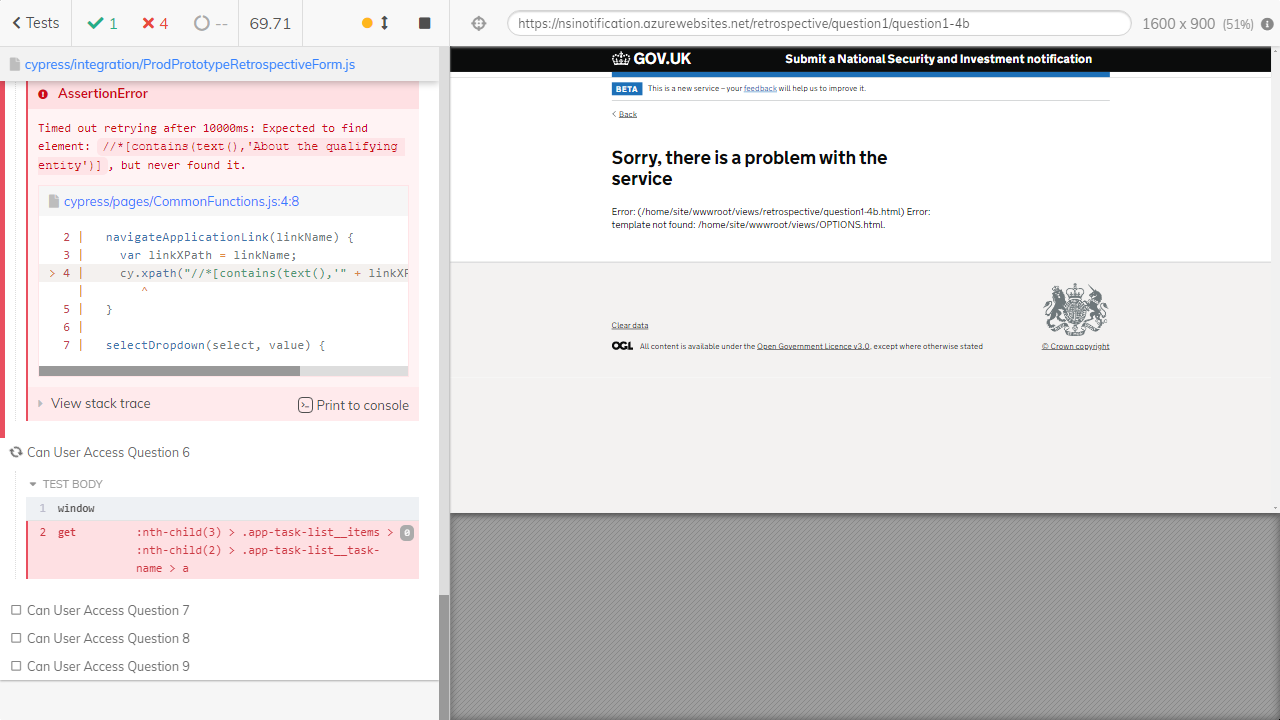 Tests
1
4
--
69.71
https://nsinotification.azurewebsites.net/retrospective/question1/question1-4b
1600 x 900 (51%)
cypress/integration/ProdPrototypeRetrospectiveForm.js
AssertionError
Timed out retrying after 10000ms: Expected to find
element: //*[contains(text(),'About the qualifying
entity')] , but never found it.
cypress/pages/CommonFunctions.js:4:8
2 | navigateApplicationLink(linkName) {
3 | var linkXPath = linkName;
> 4 | cy.xpath("//*[contains(text(),'" + linkXP
| ^
5 | }
6 |
7 | selectDropdown(select, value) {
View stack trace
Print to console
Can User Access Question 6
TEST BODY
1 window
2 get :nth-child(3) > .app-task-list__items > 0
:nth-child(2) > .app-task-list__task-
name > a
Can User Access Question 7
Can User Access Question 8
Can User Access Question 9
GOV.UK
Submit a National Security and Investment notification
BETA
This is a new service – your feedback will help us to improve it.
Back
Sorry, there is a problem with the
service
Error: (/home/site/wwwroot/views/retrospective/question1-4b.html) Error:
template not found: /home/site/wwwroot/views/OPTIONS.html.
Clear data
OGL All content is available under the Open Government Licence v3.0, except where otherwise stated
© Crown copyright